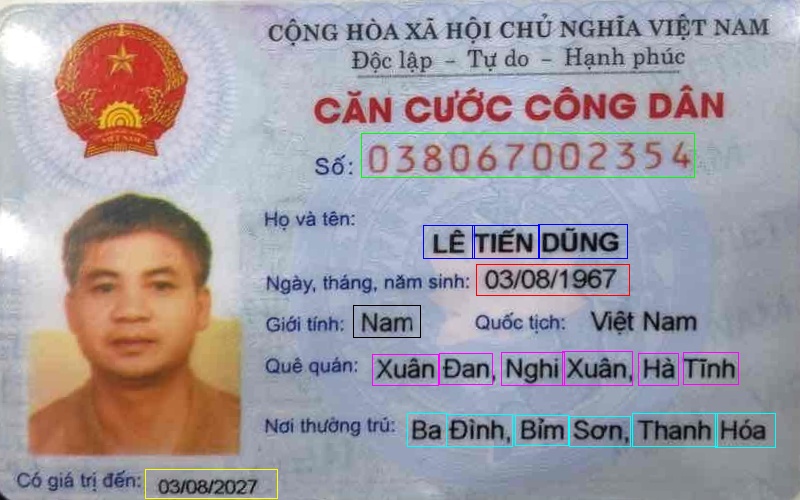 CỘNG HÒA XÃ HỘI CHỦ NGHĨA VIỆT NAM
Độc lập - Tự do - Hạnh phúc
CĂN CƯỚC CÔNG DÂN
Số: 038067002354
Họ và tên:
LÊ TIẾN DŨNG
Ngày, tháng, năm sinh: 03/08/1967
Giới tính: Nam Quốc tịch: Việt Nam
Quê quán: Xuân Đan, Nghi Xuân, Hà Tĩnh
Nơi thường trú: Ba Đình, Bỉm Sơn, Thanh Hóa
Có giá trị đến: 03/08/2027